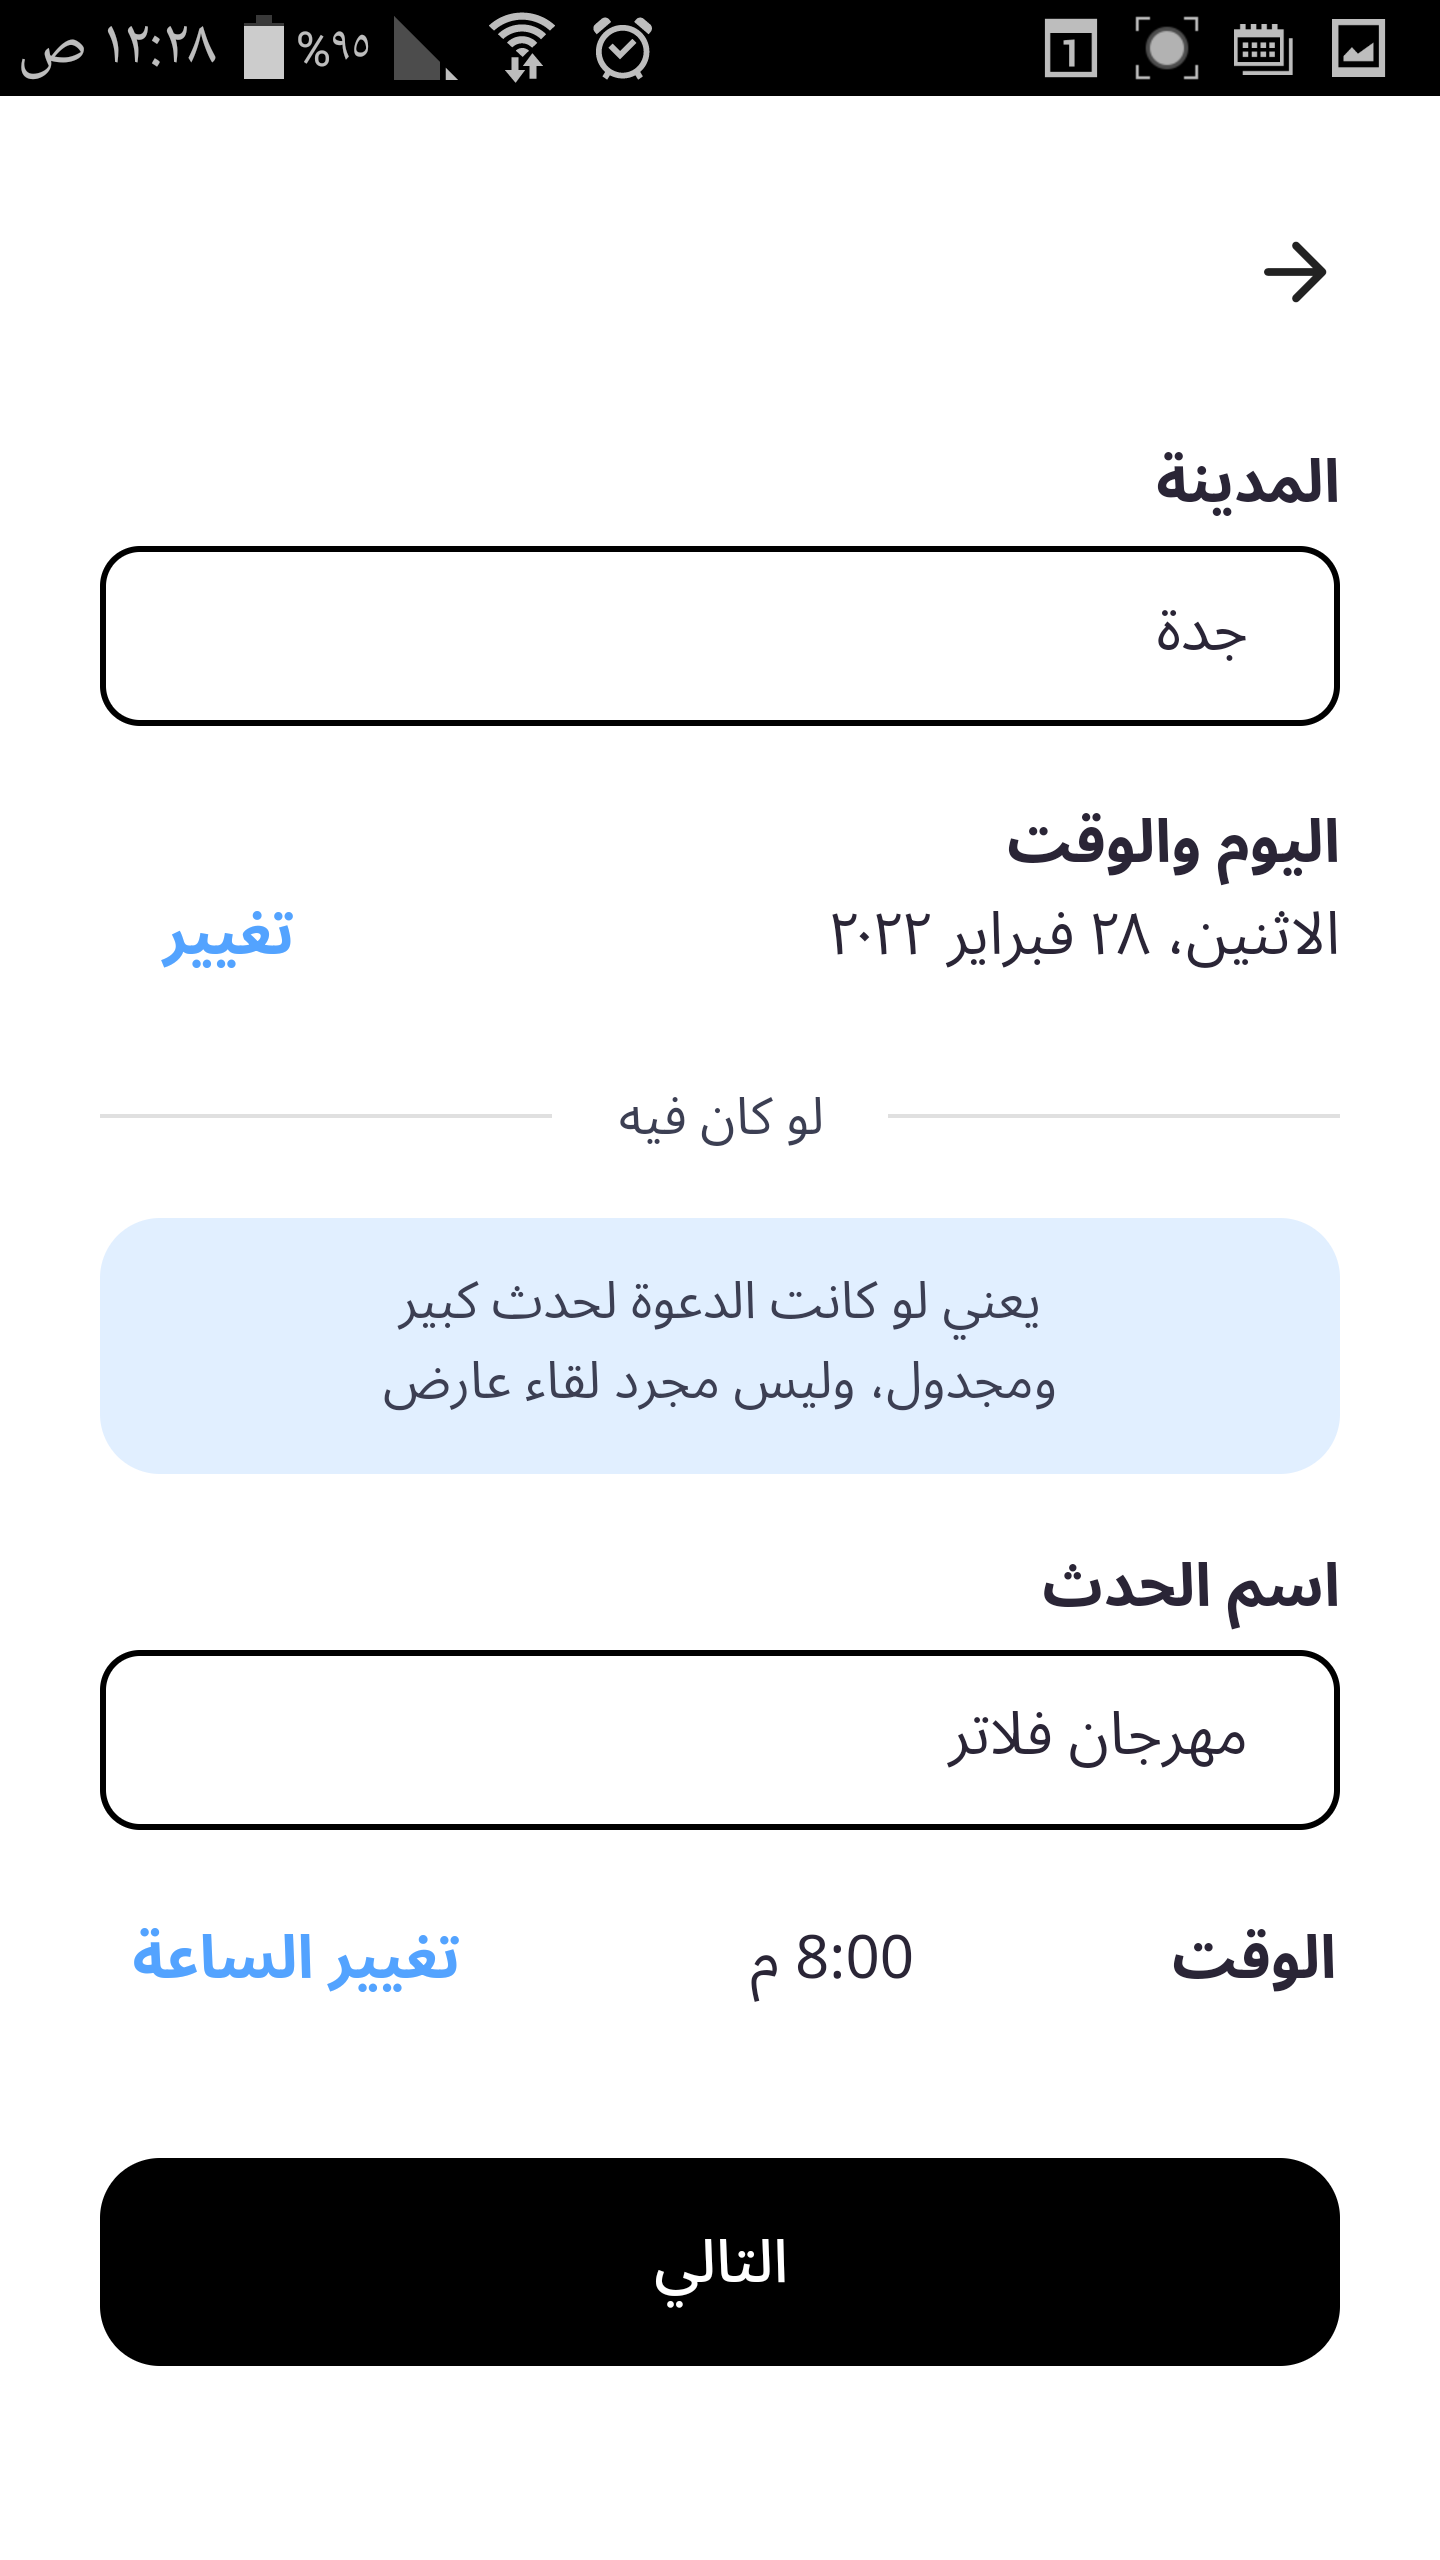 ١٢:٢٨ ص
%٩٥
1
المدينة
جدة
اليوم والوقت
الاثنين، ٢٨ فبراير ٢٠٢٢
تغيير
لو كان فيه
يعني لو كانت الدعوة لحدث كبير
ومجدول، وليس مجرد لقاء عارض
اسم الحدث
مهرجان فلاتر
الوقت
8:00 م
تغيير الساعة
التالي